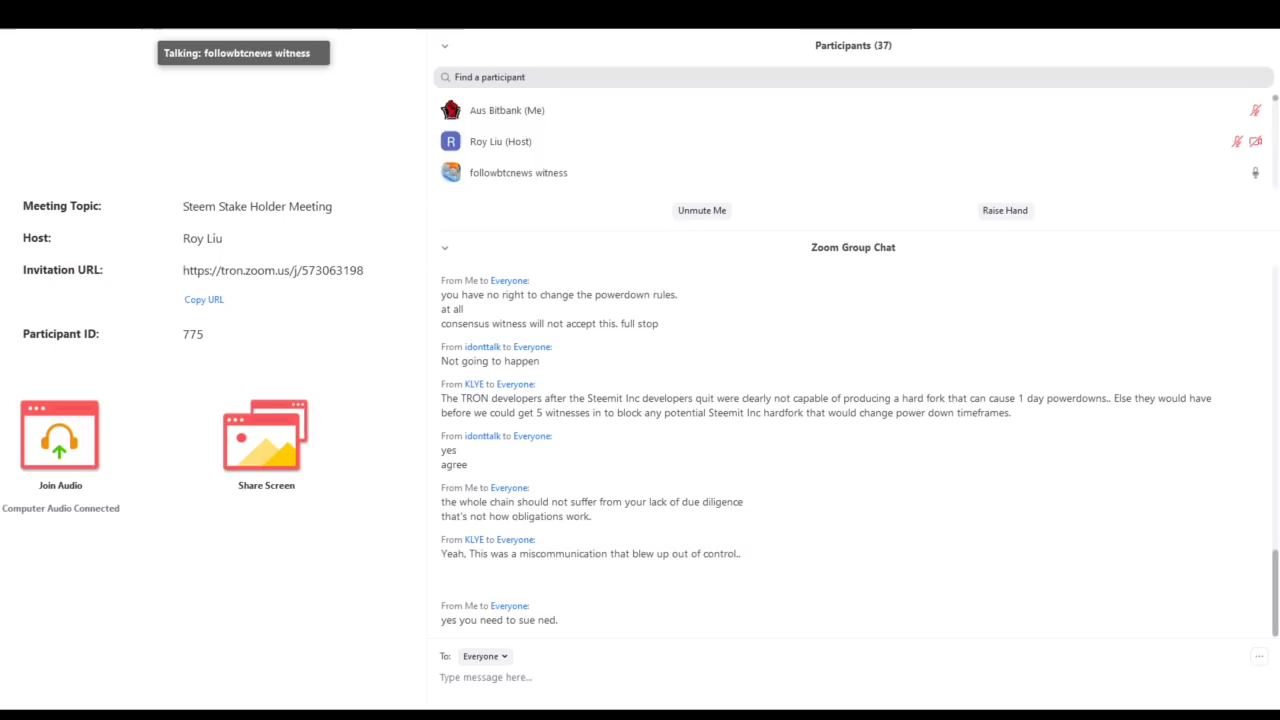 Talking: followbtcnews witness
Meeting Topic: Steem Stake Holder Meeting
Host: Roy Liu
Invitation URL: https://tron.zoom.us/j/573063198
Copy URL
Participant ID: 775
Join Audio
Computer Audio Connected
Share Screen
Participants (37)
Find a participant
Aus Bitbank (Me)
R Roy Liu (Host)
followbtcnews witness
Unmute Me
Raise Hand
Zoom Group Chat
From Me to Everyone:
you have no right to change the powerdown rules.
at all
consensus witness will not accept this. full stop
From idonttalk to Everyone:
Not going to happen
From KLYE to Everyone:
The TRON developers after the Steemit Inc developers quit were clearly not capable of producing a hard fork that can cause 1 day powerdowns.. Else they would have
before we could get 5 witnesses in to block any potential Steemit Inc hardfork that would change power down timeframes.
From idonttalk to Everyone:
yes
agree
From Me to Everyone:
the whole chain should not suffer from your lack of due diligence
that's not how obligations work.
From KLYE to Everyone:
Yeah, This was a miscommunication that blew up out of control..
From Me to Everyone:
yes you need to sue ned.
To: Everyone
Type message here...